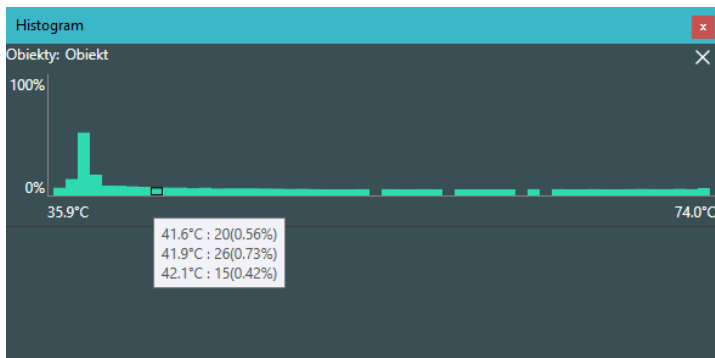 Histogram
x
Obiekty: Obiekt
100%
0%
35.9°C
74.0°C
41.6°C : 20(0.56%)
41.9°C : 26(0.73%)
42.1°C : 15(0.42%)